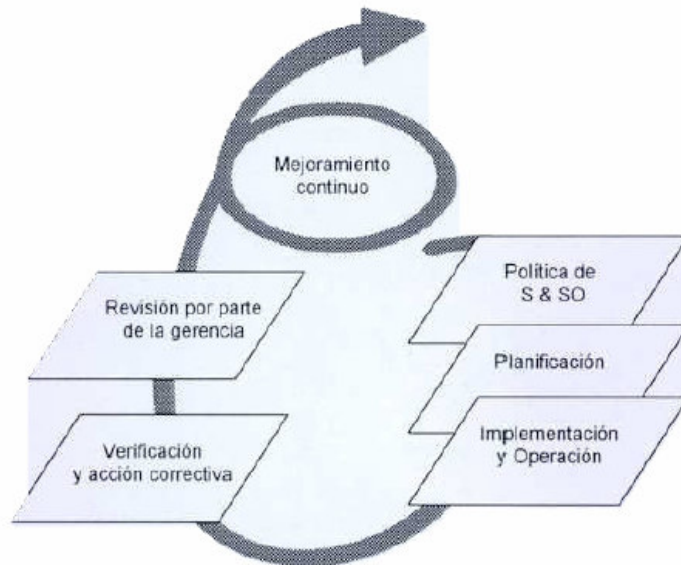 Mejoramiento
continuo
Política de
S & SO
Planificación
Implementación
y Operación
Verificación
y acción correctiva
Revisión por parte
de la gerencia